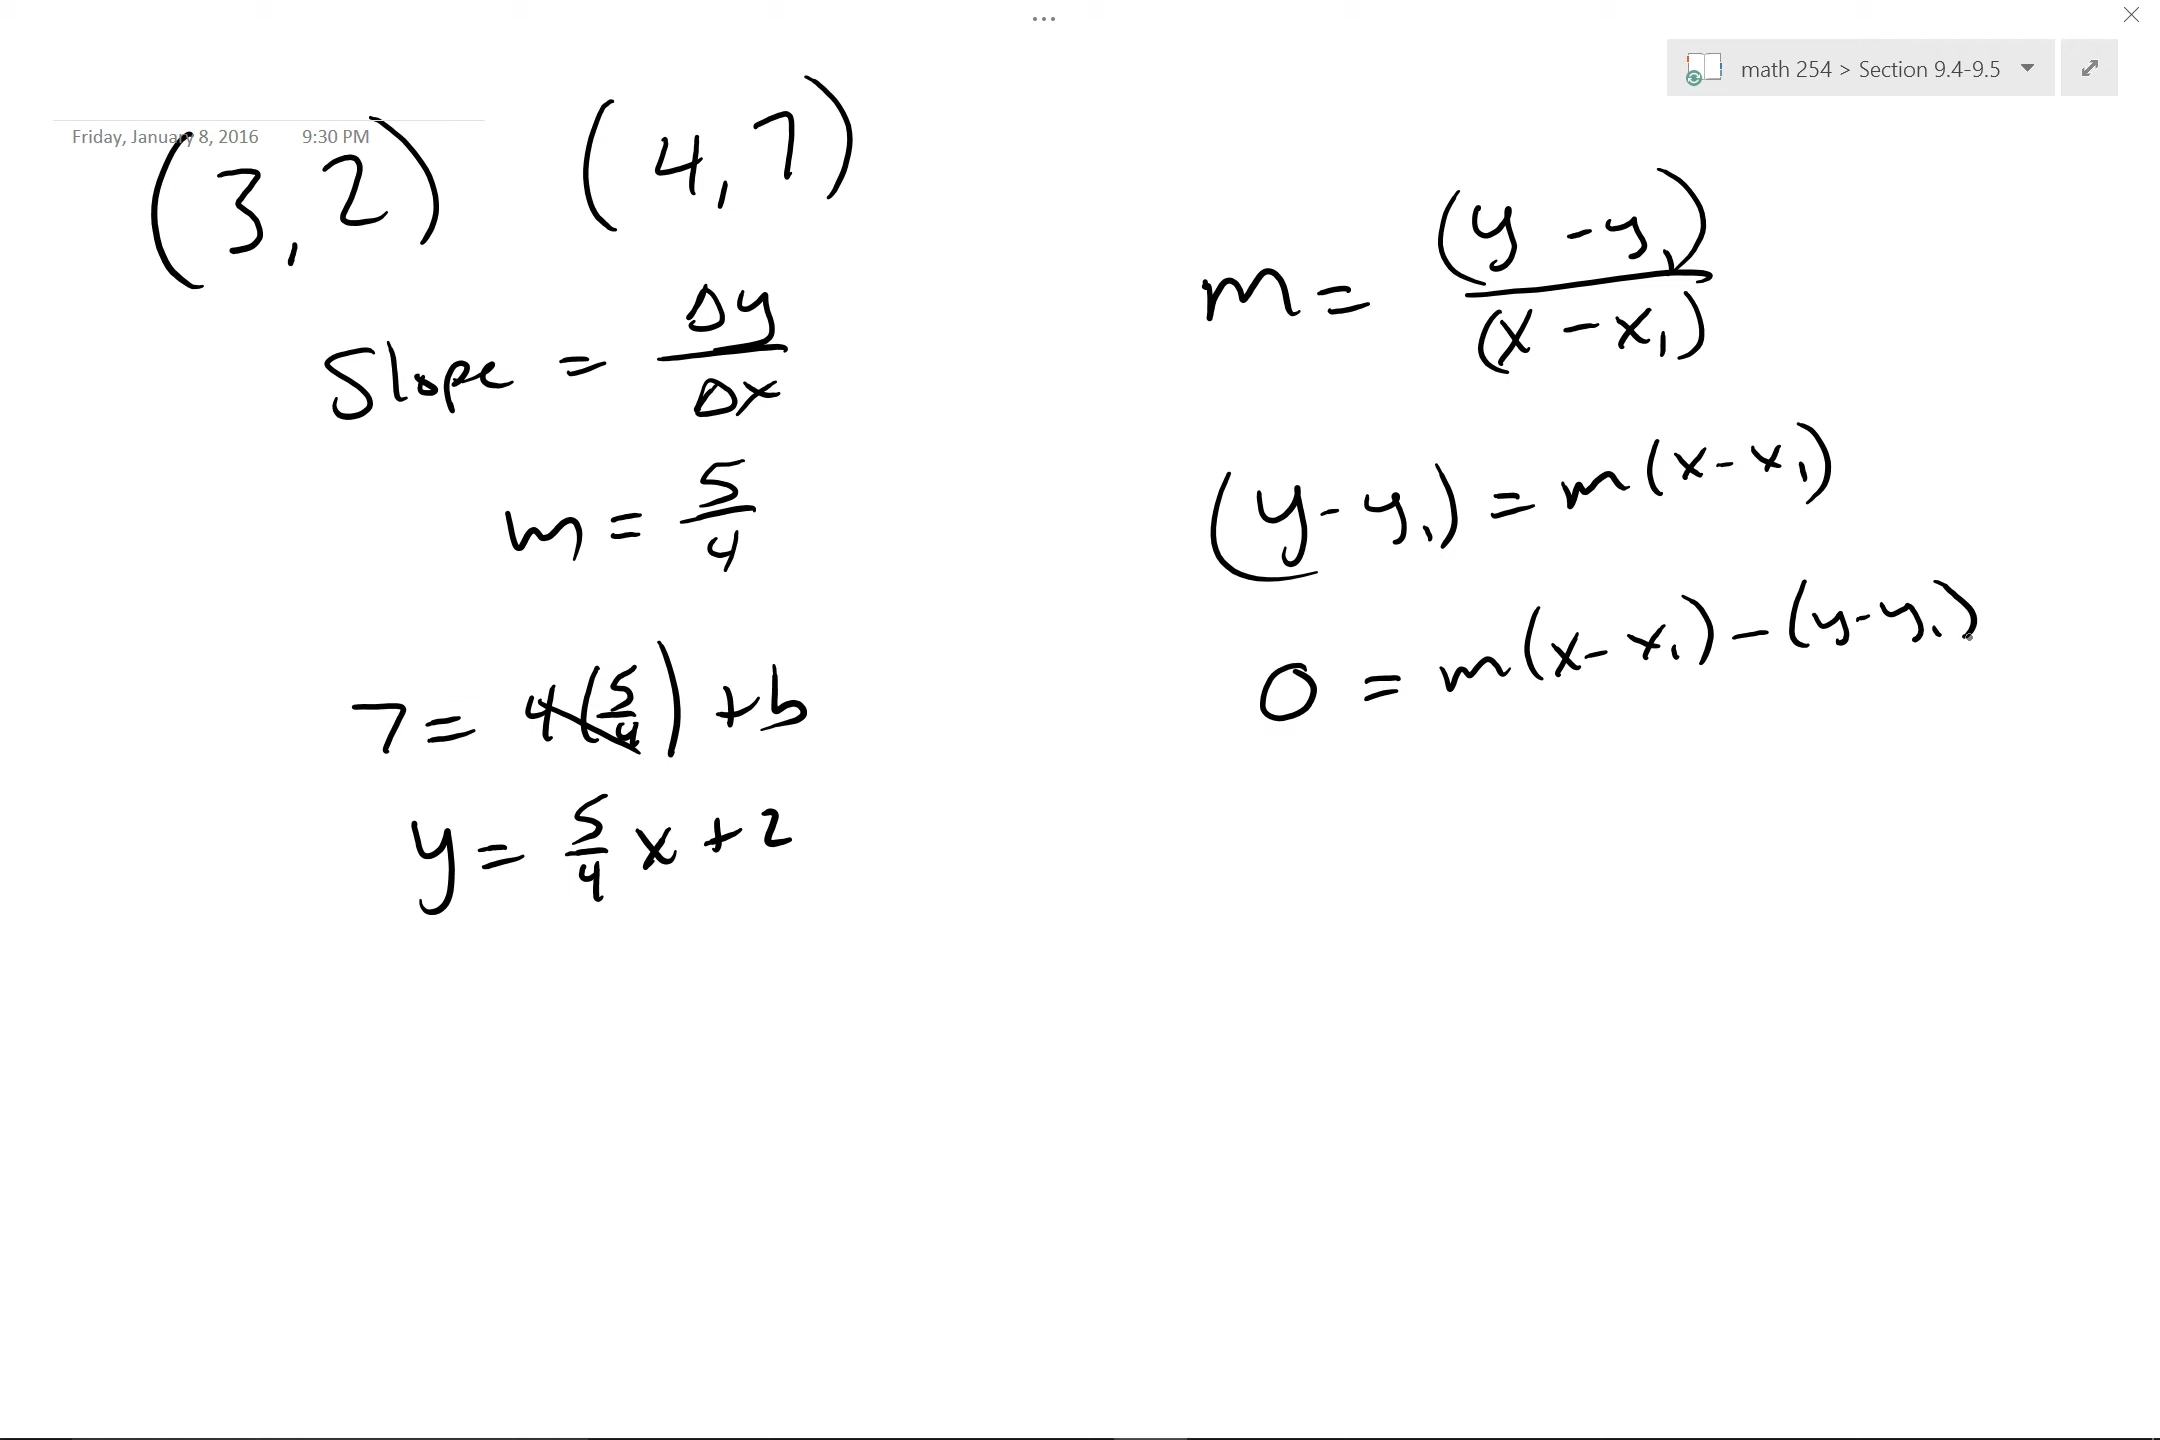 math 254 > Section 9.4-9.5
Friday, January 8, 2016 9:30 PM
(3,2) (4,7)
Slope = Δy/Δx
m = 5/4
7 = 4(5/4) + b
y = 5/4 x + 2
m = (y - y₁)/(x - x₁)
(y - y₁) = m(x - x₁)
0 = m(x - x₁) - (y - y₁)